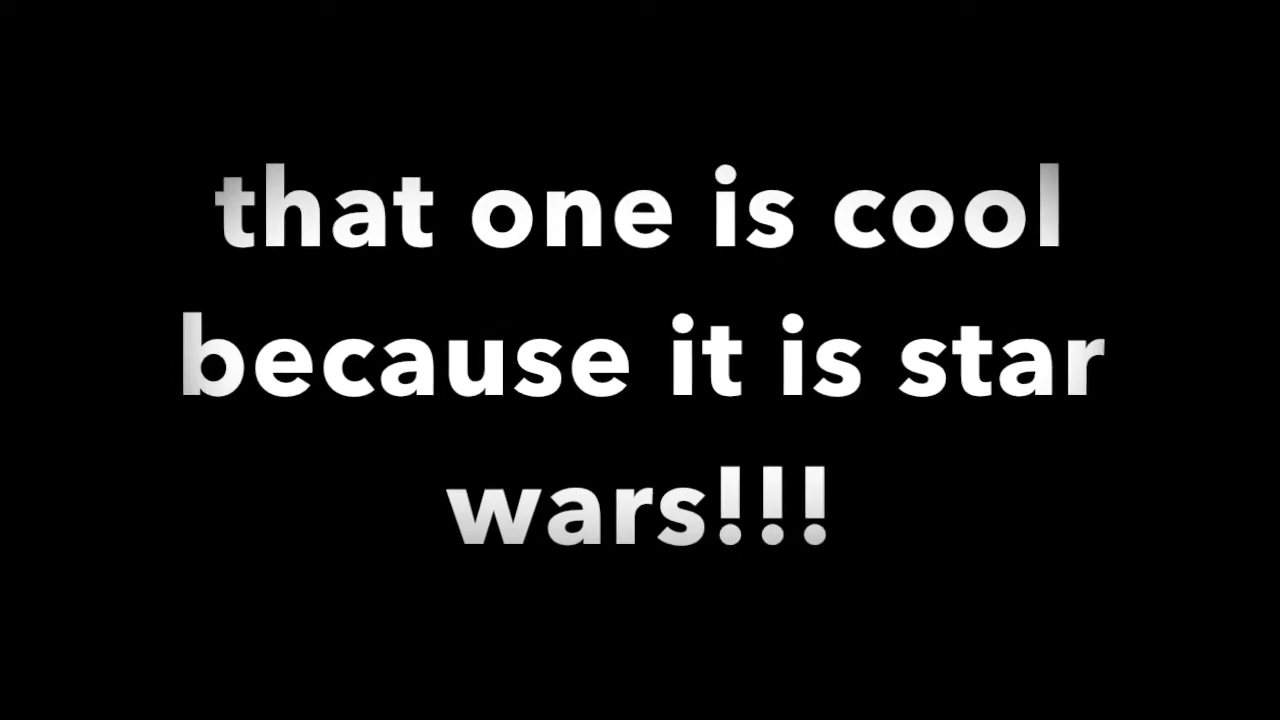 that one is cool
because it is star
wars!!!